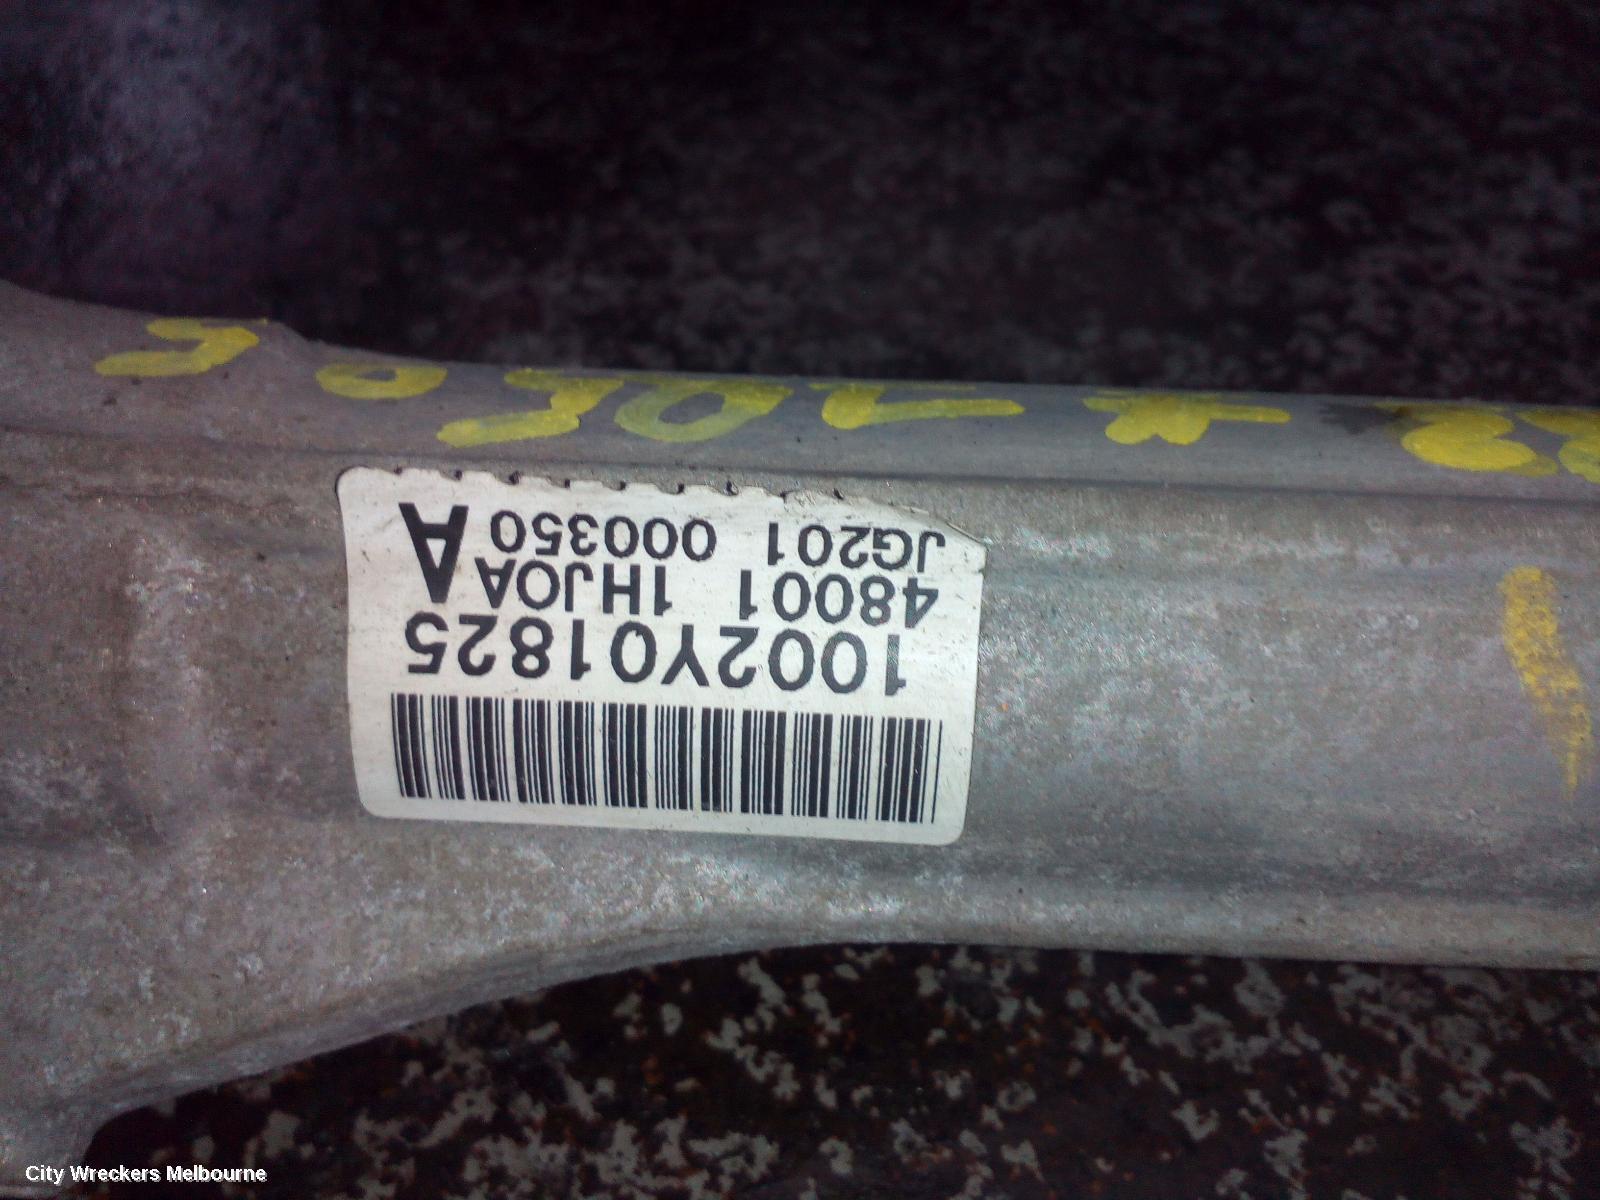 1002Y01825
48001 1HJ0A A
JG201 000350
City Wreckers Melbourne